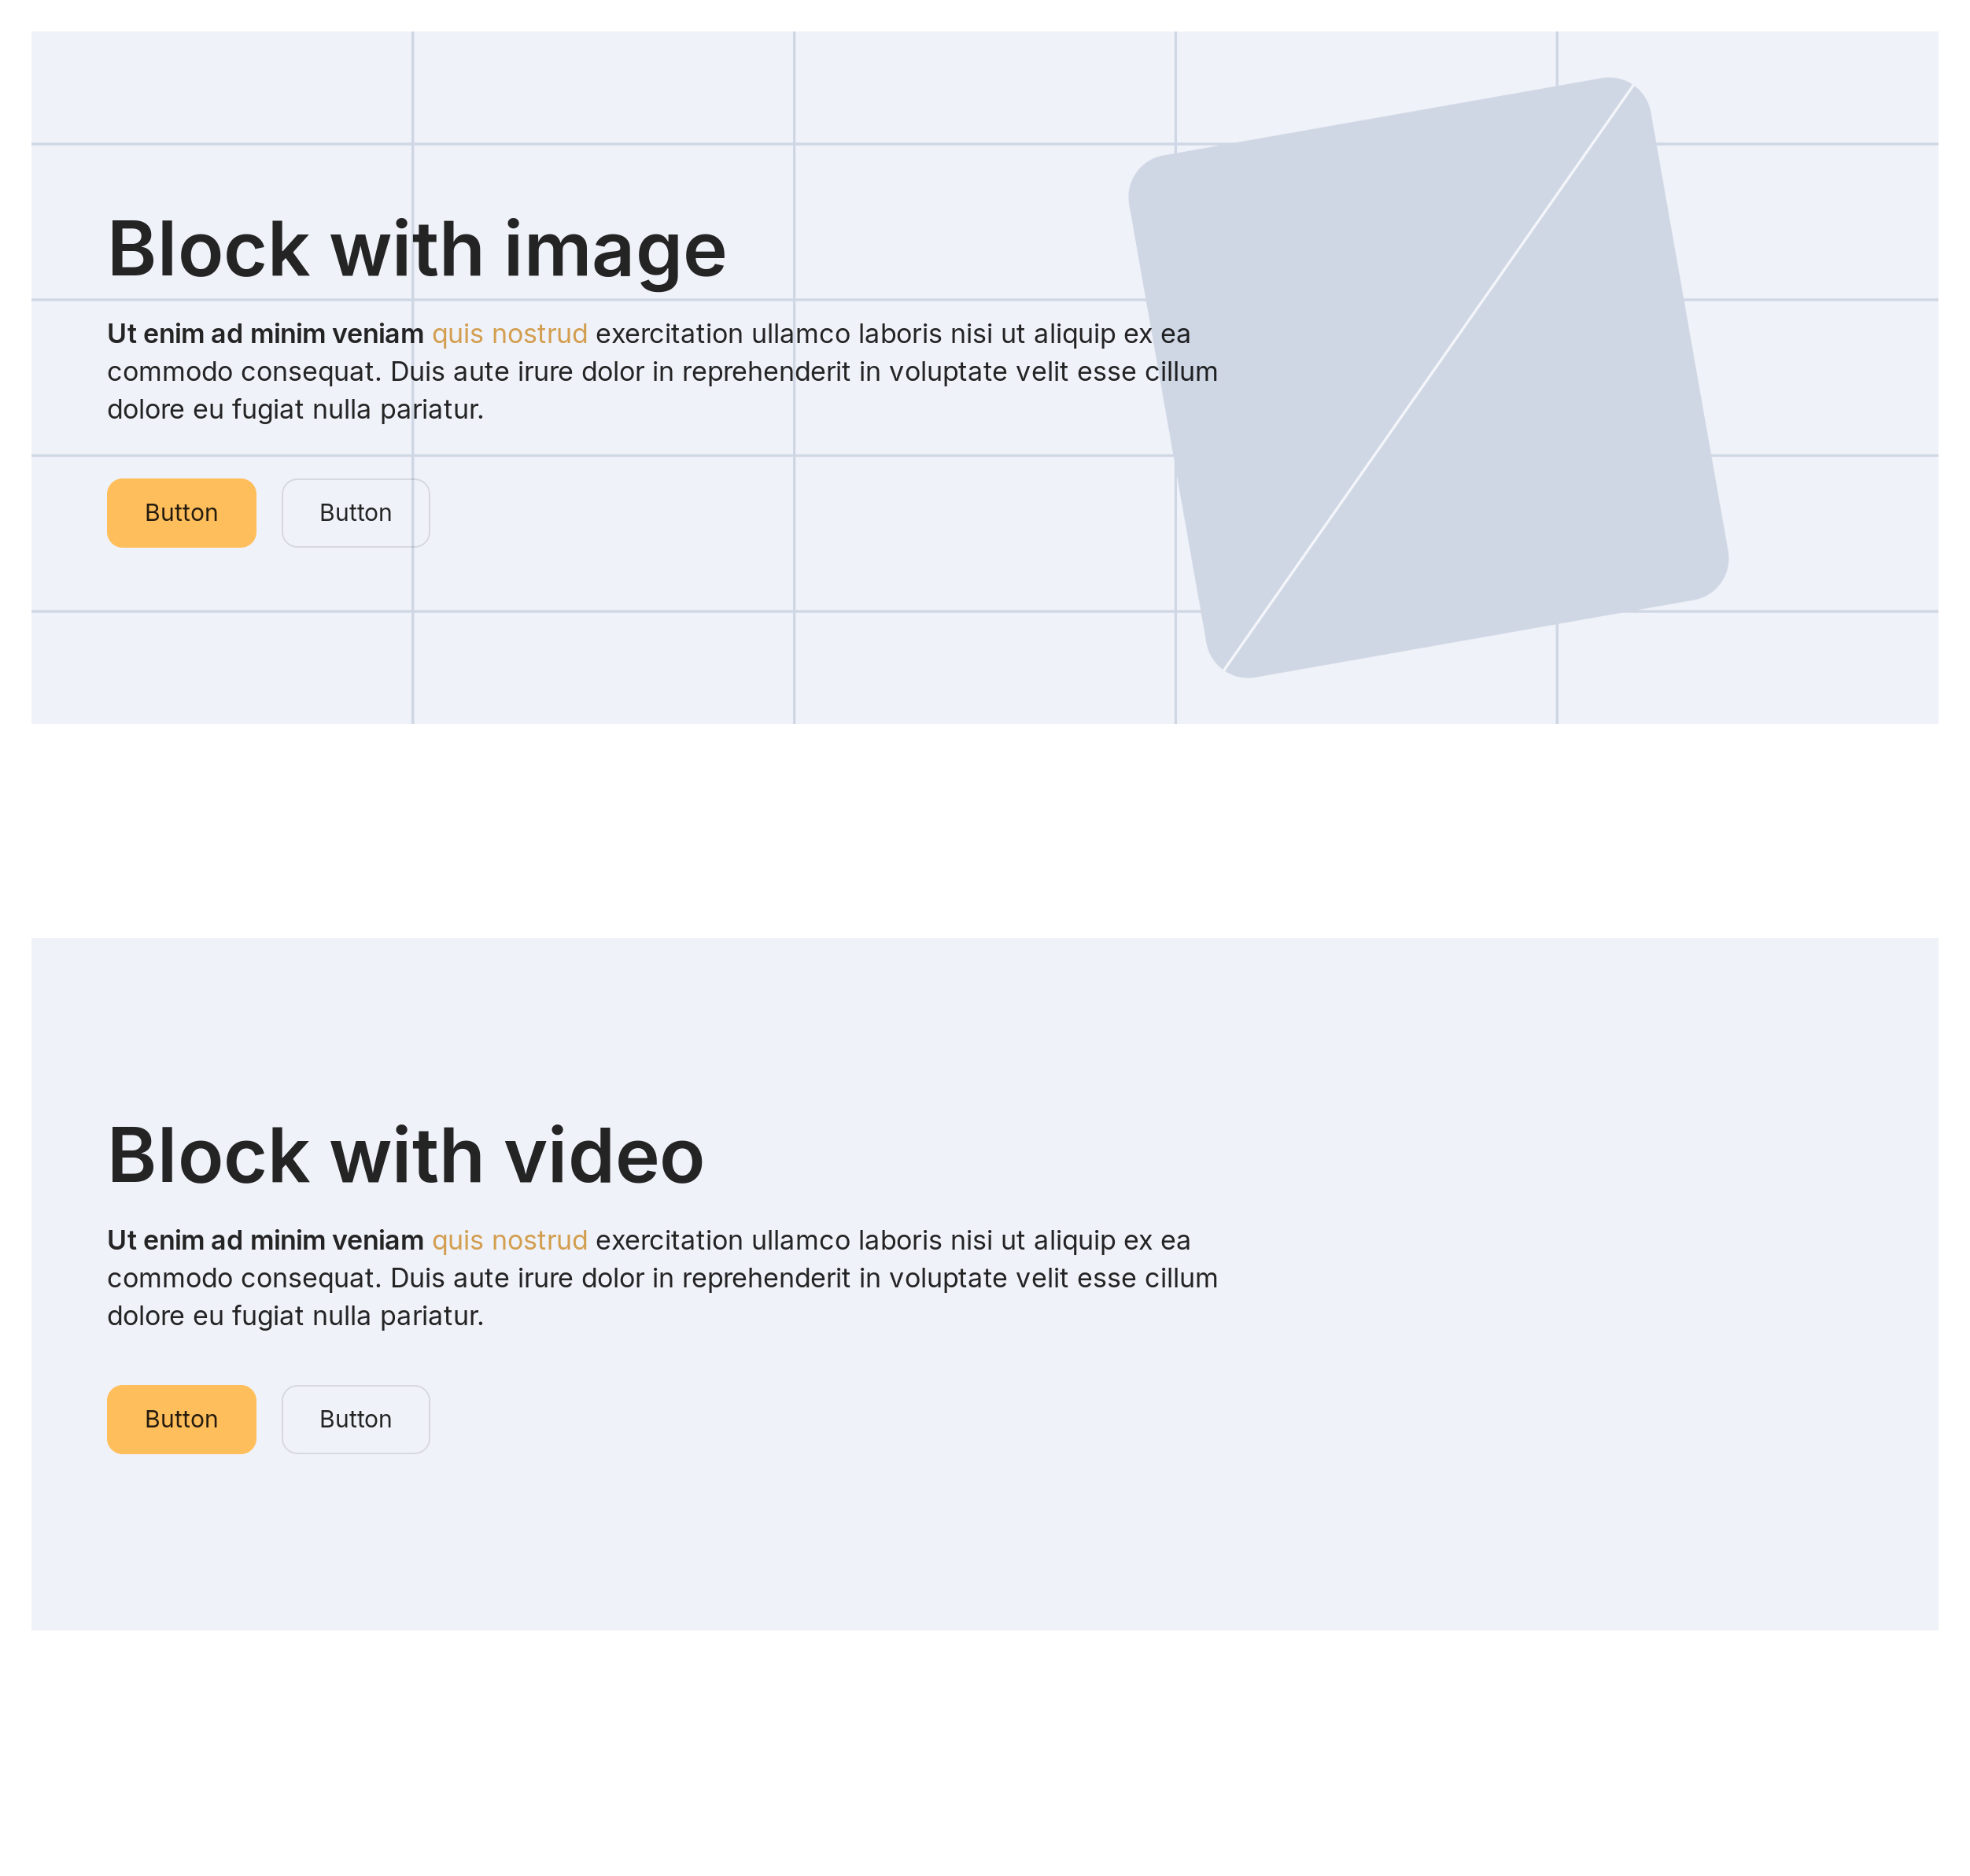 Block with image
Ut enim ad minim veniam quis nostrud exercitation ullamco laboris nisi ut aliquip ex ea
commodo consequat. Duis aute irure dolor in reprehenderit in voluptate velit esse cillum
dolore eu fugiat nulla pariatur.
Button Button
Block with video
Ut enim ad minim veniam quis nostrud exercitation ullamco laboris nisi ut aliquip ex ea
commodo consequat. Duis aute irure dolor in reprehenderit in voluptate velit esse cillum
dolore eu fugiat nulla pariatur.
Button Button